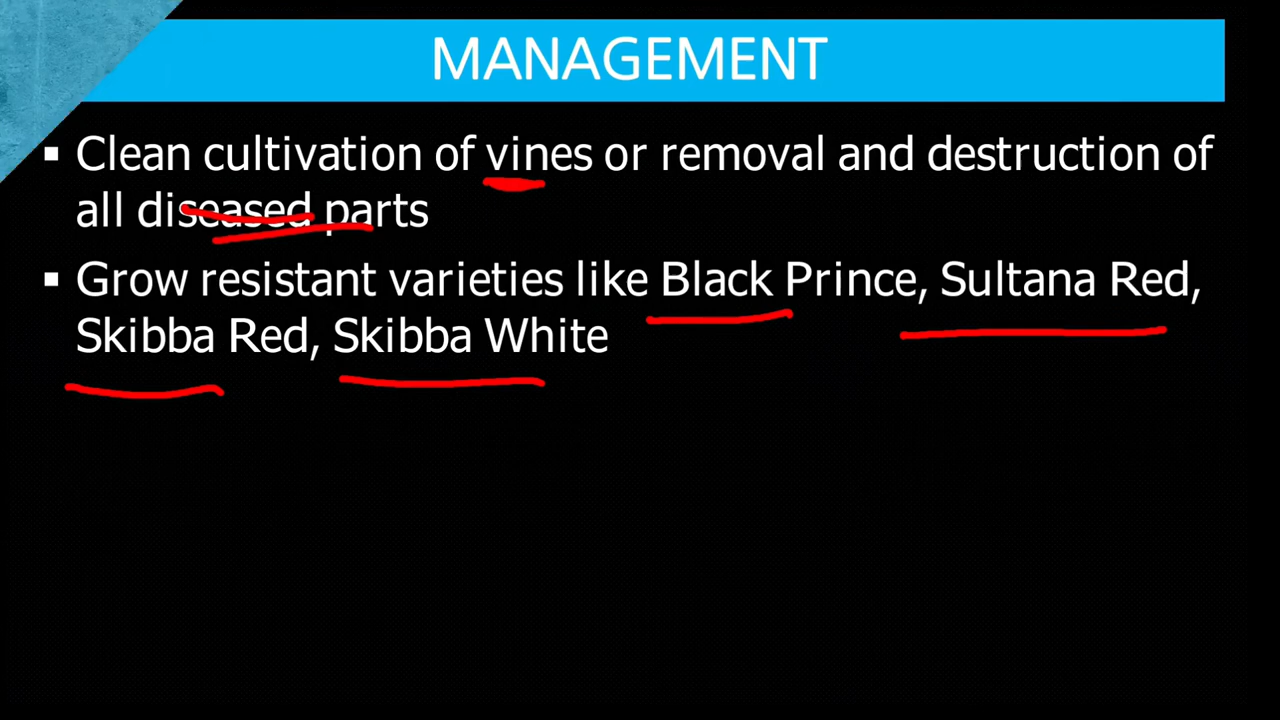 MANAGEMENT
▪ Clean cultivation of vines or removal and destruction of
all diseased parts
▪ Grow resistant varieties like Black Prince, Sultana Red,
Skibba Red, Skibba White